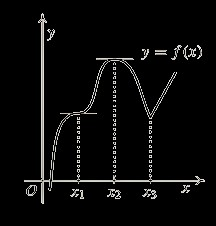 y
y = f(x)
O
x₁
x₂
x₃
x